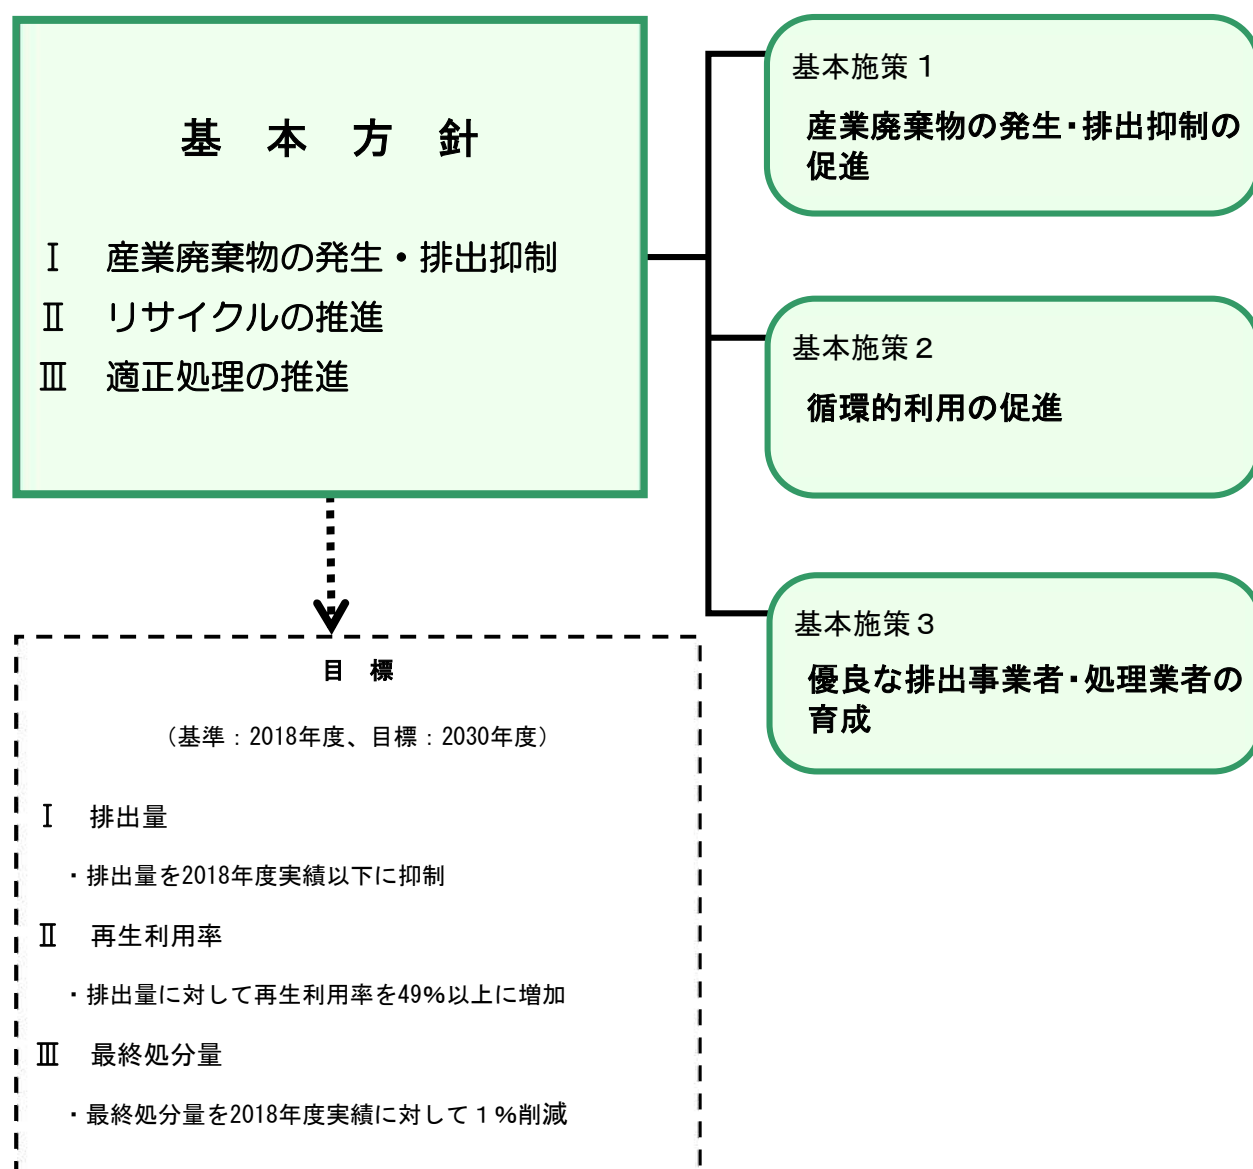 基 本 方 針
Ⅰ 産業廃棄物の発生・排出抑制
Ⅱ リサイクルの推進
Ⅲ 適正処理の推進
基本施策１
産業廃棄物の発生・排出抑制の
促進
基本施策２
循環的利用の促進
基本施策３
優良な排出事業者・処理業者の
育成
目 標
（基準：2018年度、目標：2030年度）
Ⅰ 排出量
・排出量を2018年度実績以下に抑制
Ⅱ 再生利用率
・排出量に対して再生利用率を49%以上に増加
Ⅲ 最終処分量
・最終処分量を2018年度実績に対して１%削減